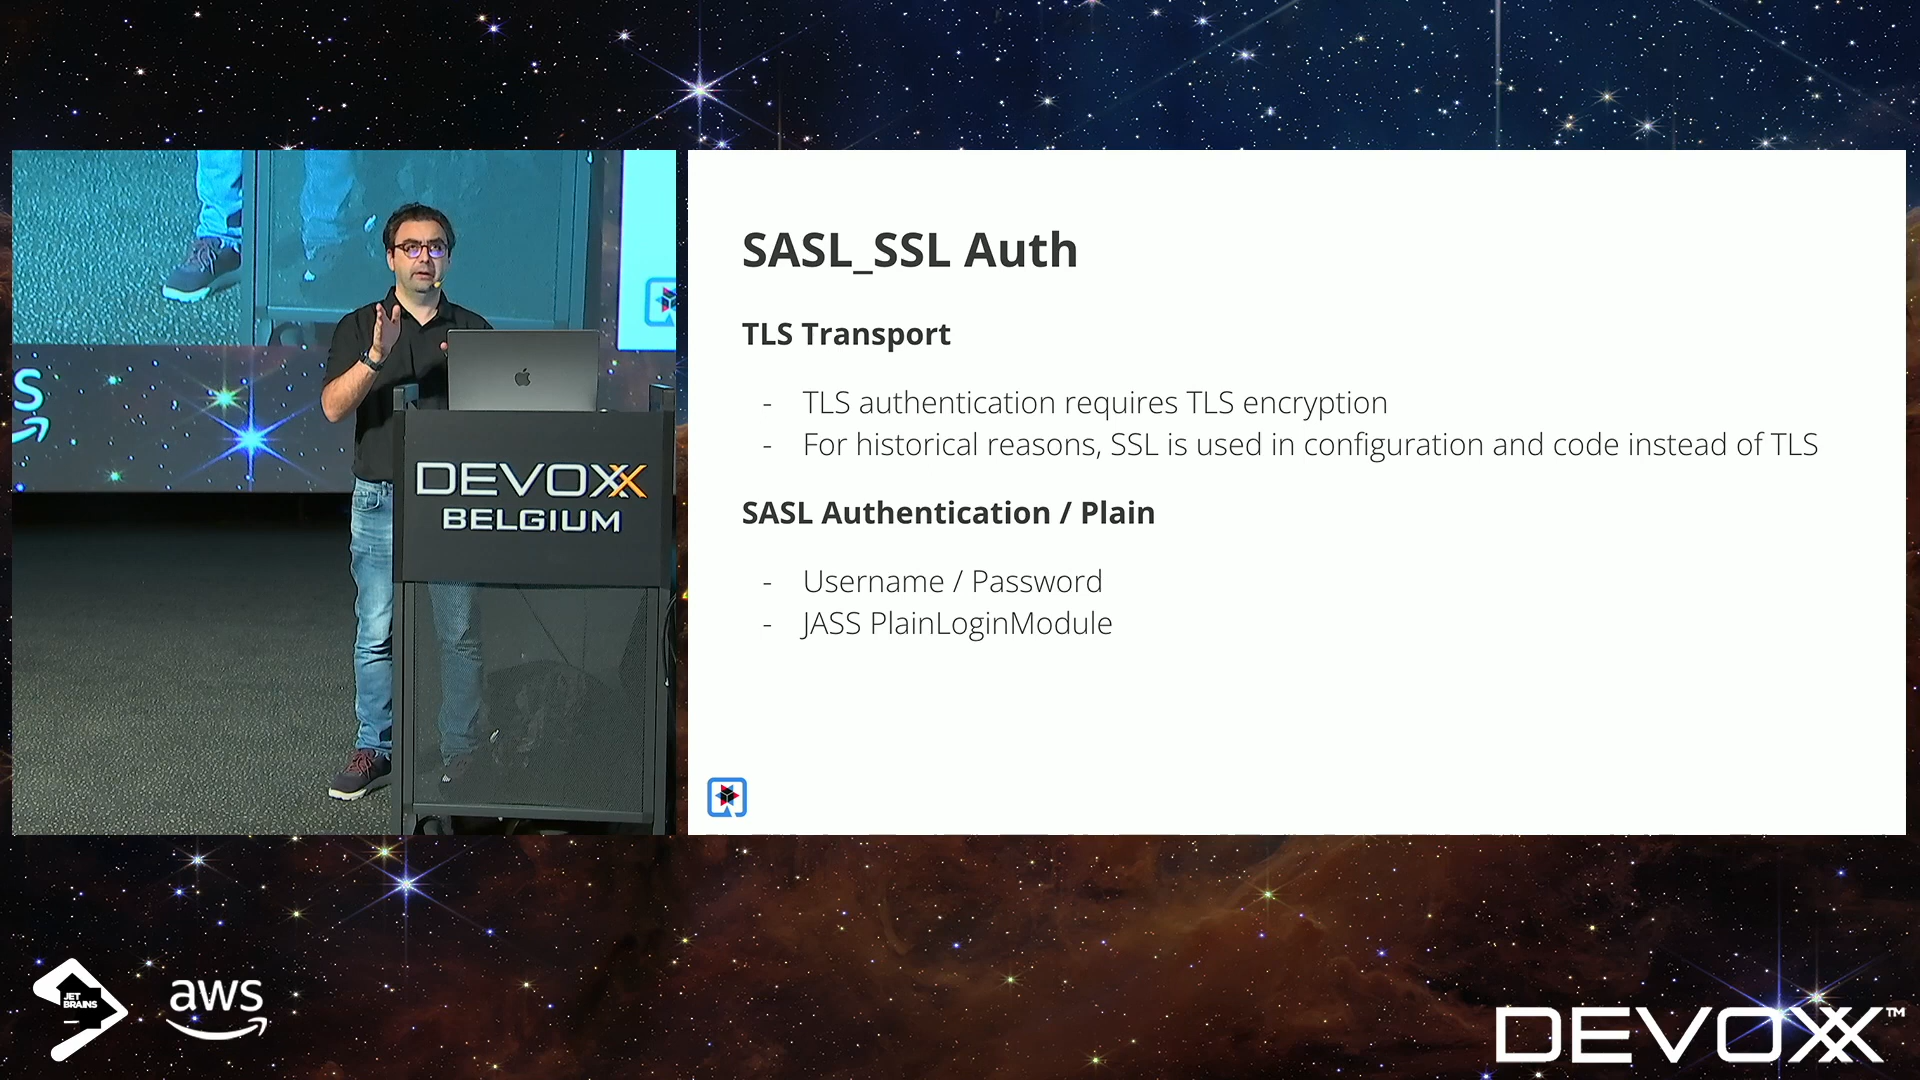 SASL_SSL Auth
TLS Transport
- TLS authentication requires TLS encryption
- For historical reasons, SSL is used in configuration and code instead of TLS
SASL Authentication / Plain
- Username / Password
- JASS PlainLoginModule
S
DEVOXX
BELGIUM
JET
BRAINS
aws
DEVOXX™